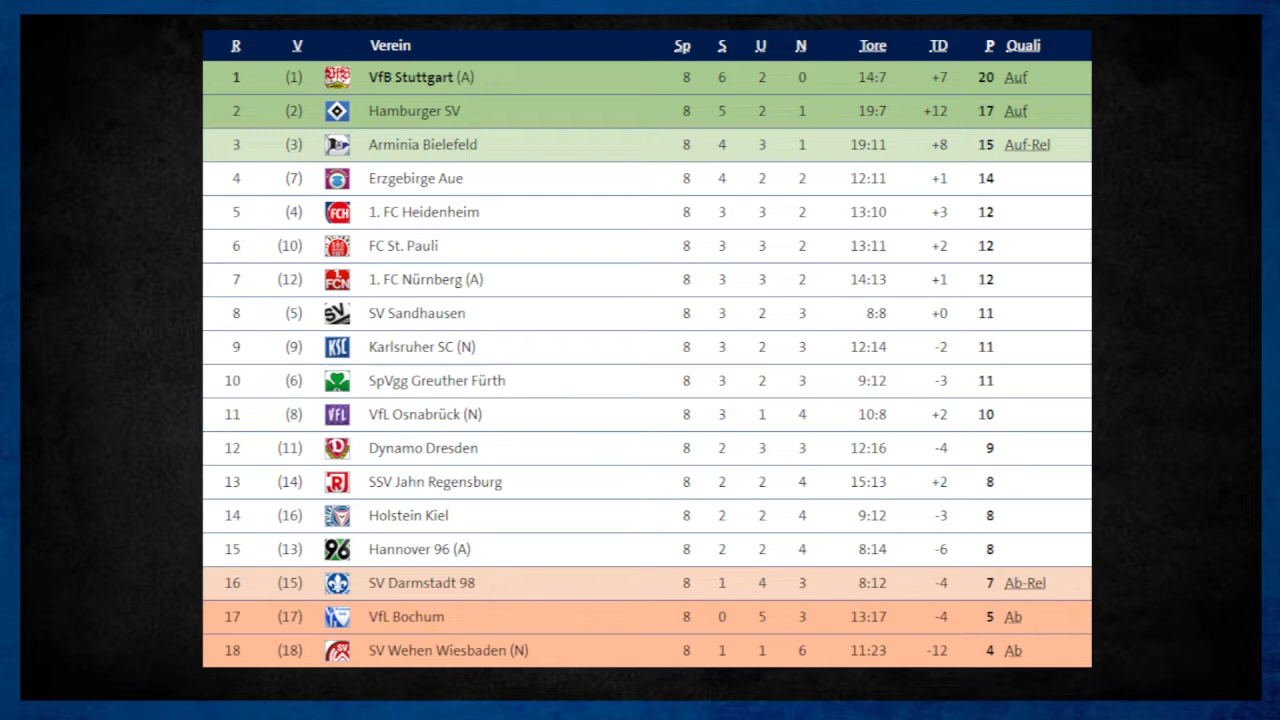 R V Verein Sp S U N Tore TD P Quali
1 (1) VfB Stuttgart (A) 8 6 2 0 14:7 +7 20 Auf
2 (2) Hamburger SV 8 5 2 1 19:7 +12 17 Auf
3 (3) Arminia Bielefeld 8 4 3 1 19:11 +8 15 Auf-Rel
4 (7) Erzgebirge Aue 8 4 2 2 12:11 +1 14
5 (4) FCH 1. FC Heidenheim 8 3 3 2 13:10 +3 12
6 (10) FC St. Pauli 8 3 3 2 13:11 +2 12
7 (12) 1. FCN 1. FC Nürnberg (A) 8 3 3 2 14:13 +1 12
8 (5) SV SV Sandhausen 8 3 2 3 8:8 +0 11
9 (9) KSC Karlsruher SC (N) 8 3 2 3 12:14 -2 11
10 (6) SpVgg Greuther Fürth 8 3 2 3 9:12 -3 11
11 (8) VFL VfL Osnabrück (N) 8 3 1 4 10:8 +2 10
12 (11) D Dynamo Dresden 8 2 3 3 12:16 -4 9
13 (14) R SSV Jahn Regensburg 8 2 2 4 15:13 +2 8
14 (16) Holstein Kiel 8 2 2 4 9:12 -3 8
15 (13) 96 Hannover 96 (A) 8 2 2 4 8:14 -6 8
16 (15) SV Darmstadt 98 8 1 4 3 8:12 -4 7 Ab-Rel
17 (17) VfL Bochum 8 0 5 3 13:17 -4 5 Ab
18 (18) SV SV Wehen Wiesbaden (N) 8 1 1 6 11:23 -12 4 Ab